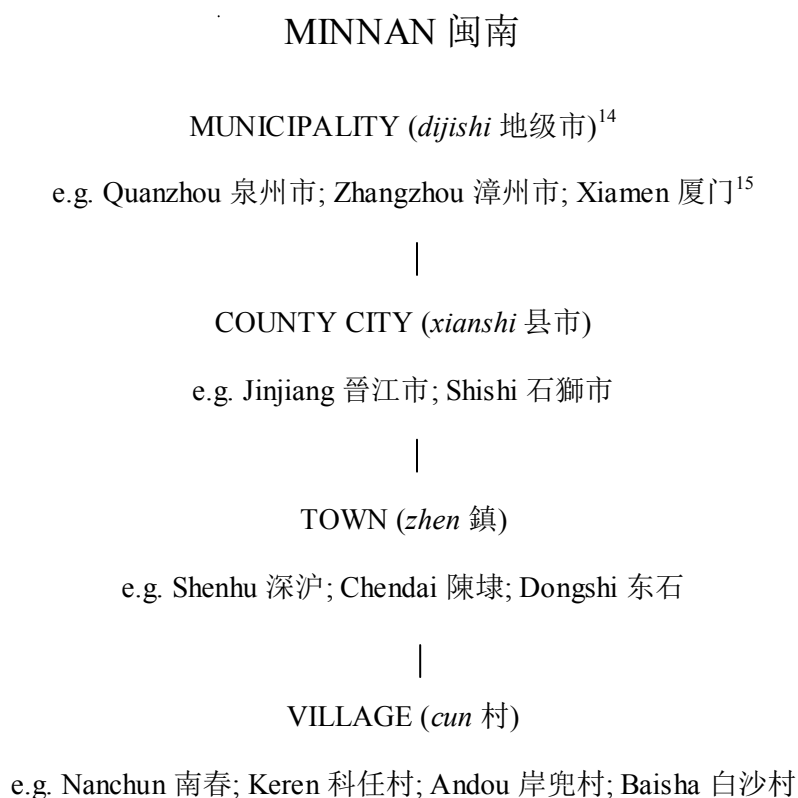 MINNAN 闽南
MUNICIPALITY (dijishi 地级市)14
e.g. Quanzhou 泉州市; Zhangzhou 漳州市; Xiamen 厦门15
COUNTY CITY (xianshi 县市)
e.g. Jinjiang 晉江市; Shishi 石獅市
TOWN (zhen 鎮)
e.g. Shenhu 深沪; Chendai 陳埭; Dongshi 东石
VILLAGE (cun 村)
e.g. Nanchun 南春; Keren 科任村; Andou 岸兜村; Baisha 白沙村